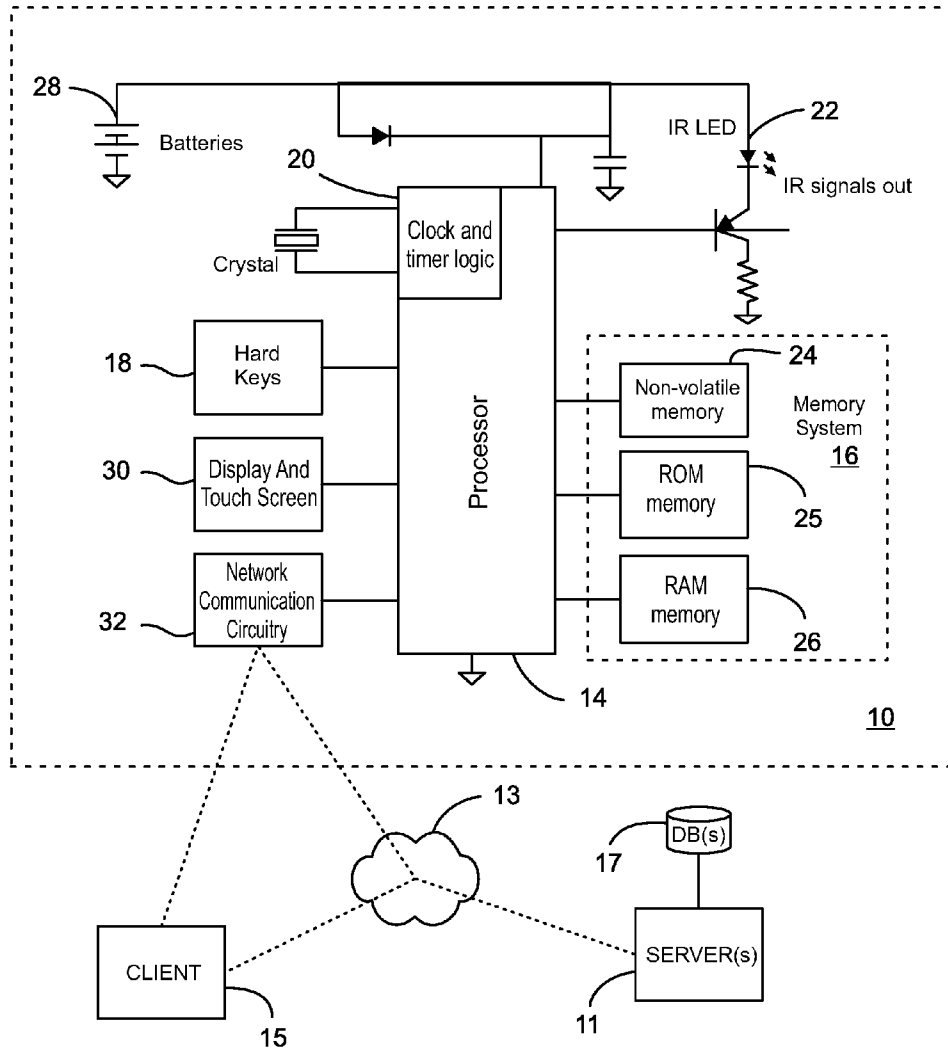 28
Batteries
20
IR LED
22
IR signals out
Clock and
timer logic
Crystal
Hard
Keys
18
Display And
Touch Screen
30
Network
Communication
Circuitry
32
Processor
14
24
Non-volatile
memory
Memory
System
16
ROM
memory
25
RAM
memory
26
10
13
17
DB(s)
CLIENT
15
SERVER(s)
11